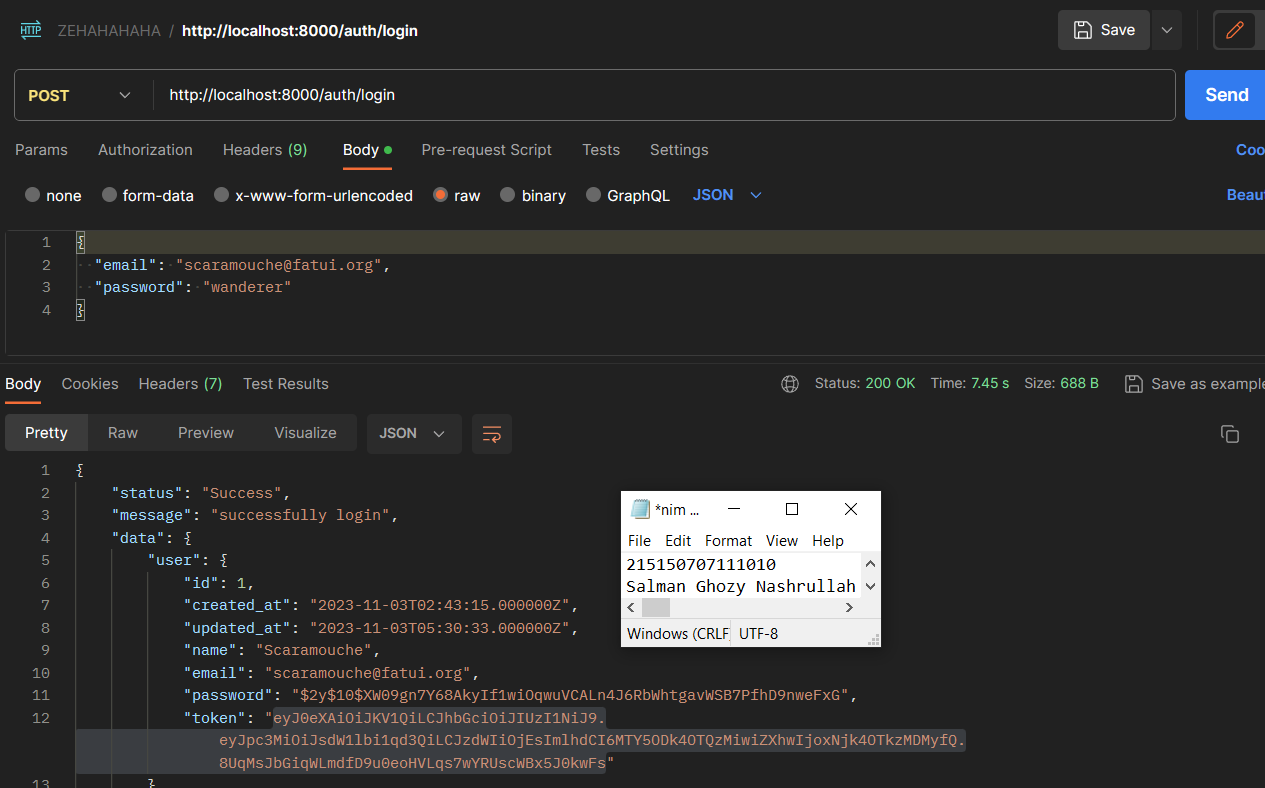 HTTP ZEHAHAHAHA / http://localhost:8000/auth/login Save
POST http://localhost:8000/auth/login Send
Params Authorization Headers (9) Body Pre-request Script Tests Settings Coo
none form-data x-www-form-urlencoded raw binary GraphQL JSON Beau
1 {
2 "email": "scaramouche@fatui.org",
3 "password": "wanderer"
4 }
Body Cookies Headers (7) Test Results Status: 200 OK Time: 7.45 s Size: 688 B Save as example
Pretty Raw Preview Visualize JSON
1 {
2 "status": "Success",
3 "message": "successfully login",
4 "data": {
5 "user": {
6 "id": 1,
7 "created_at": "2023-11-03T02:43:15.000000Z",
8 "updated_at": "2023-11-03T05:30:33.000000Z",
9 "name": "Scaramouche",
10 "email": "scaramouche@fatui.org",
11 "password": "$2y$10$XW09gn7Y68AkyIf1wiOqwuVCALn4J6RbWhtgavWSB7PfhD9nweFxG",
12 "token": "eyJ0eXAiOiJKV1QiLCJhbGciOiJIUzI1NiJ9.
eyJpc3MiOiJsdW1lbi1qd3QiLCJzdWIiOjEsImlhdCI6MTY5ODk4OTQzMiwiZXhwIjoxNjk4OTkzMDMyfQ.
8UqMsJbGiqWLmdfD9u0eoHVLqs7wYRUscWBx5J0kwFs"
13 }
*nim ...
File Edit Format View Help
215150707111010
Salman Ghozy Nashrullah
Windows (CRLF UTF-8